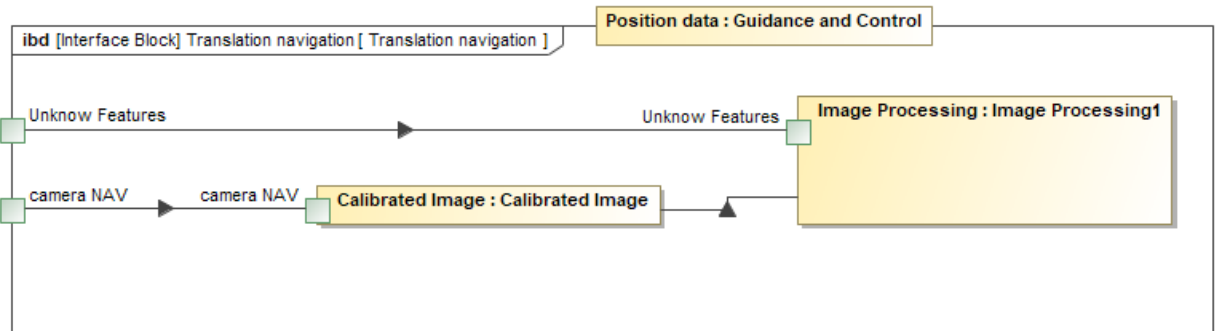 Position data : Guidance and Control
ibd [Interface Block] Translation navigation [ Translation navigation ]
Unknow Features
Unknow Features
Image Processing : Image Processing1
camera NAV
camera NAV
Calibrated Image : Calibrated Image